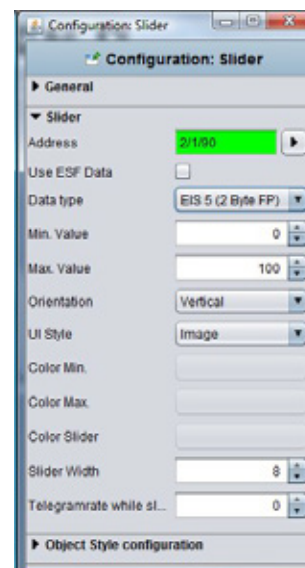 Configuration: Slider
Configuration: Slider
General
Slider
Address 2/1/90
Use ESF Data
Data type EIS 5 (2 Byte FP)
Min. Value 0
Max. Value 100
Orientation Vertical
UI Style Image
Color Min.
Color Max.
Color Slider
Slider Width 8
Telegramrate while sl... 0
Object Style configuration